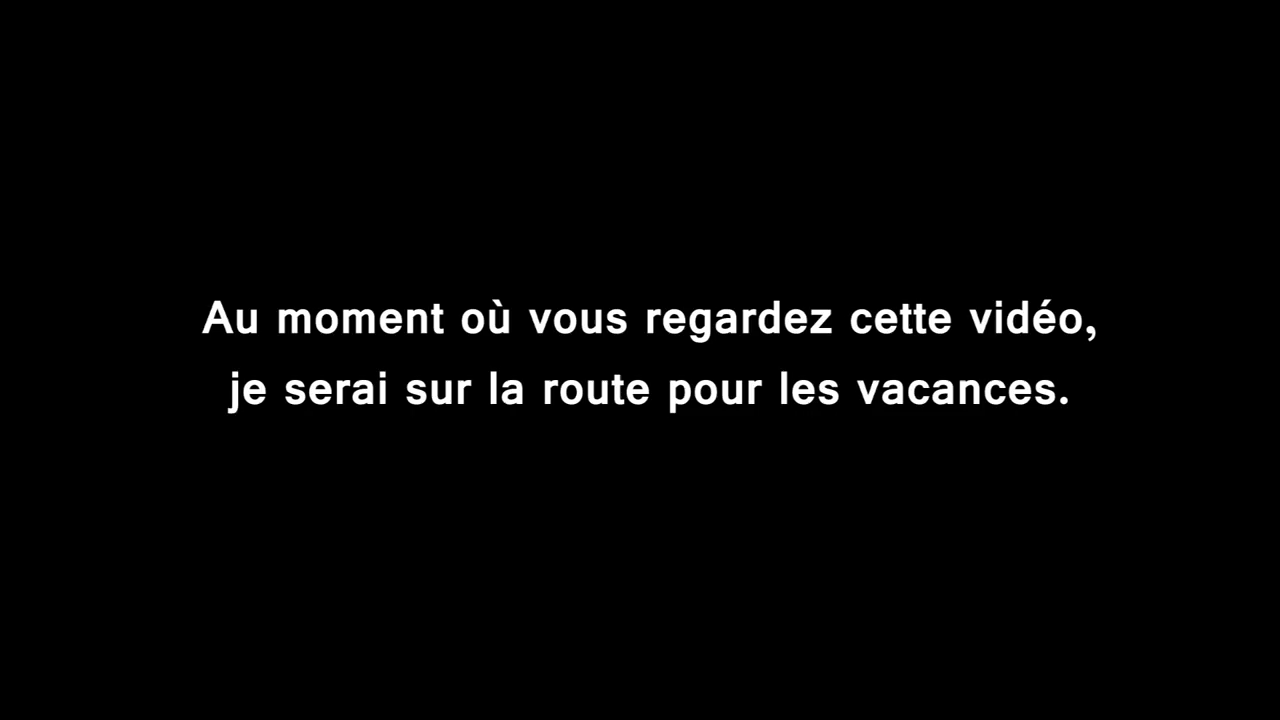 Au moment où vous regardez cette vidéo,
je serai sur la route pour les vacances.